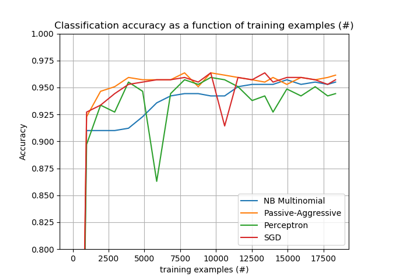 Classification accuracy as a function of training examples (#)
1.000
0.975
0.950
0.925
0.900
0.875
0.850
0.825
0.800
Accuracy
NB Multinomial
Passive-Aggressive
Perceptron
SGD
0 2500 5000 7500 10000 12500 15000 17500
training examples (#)